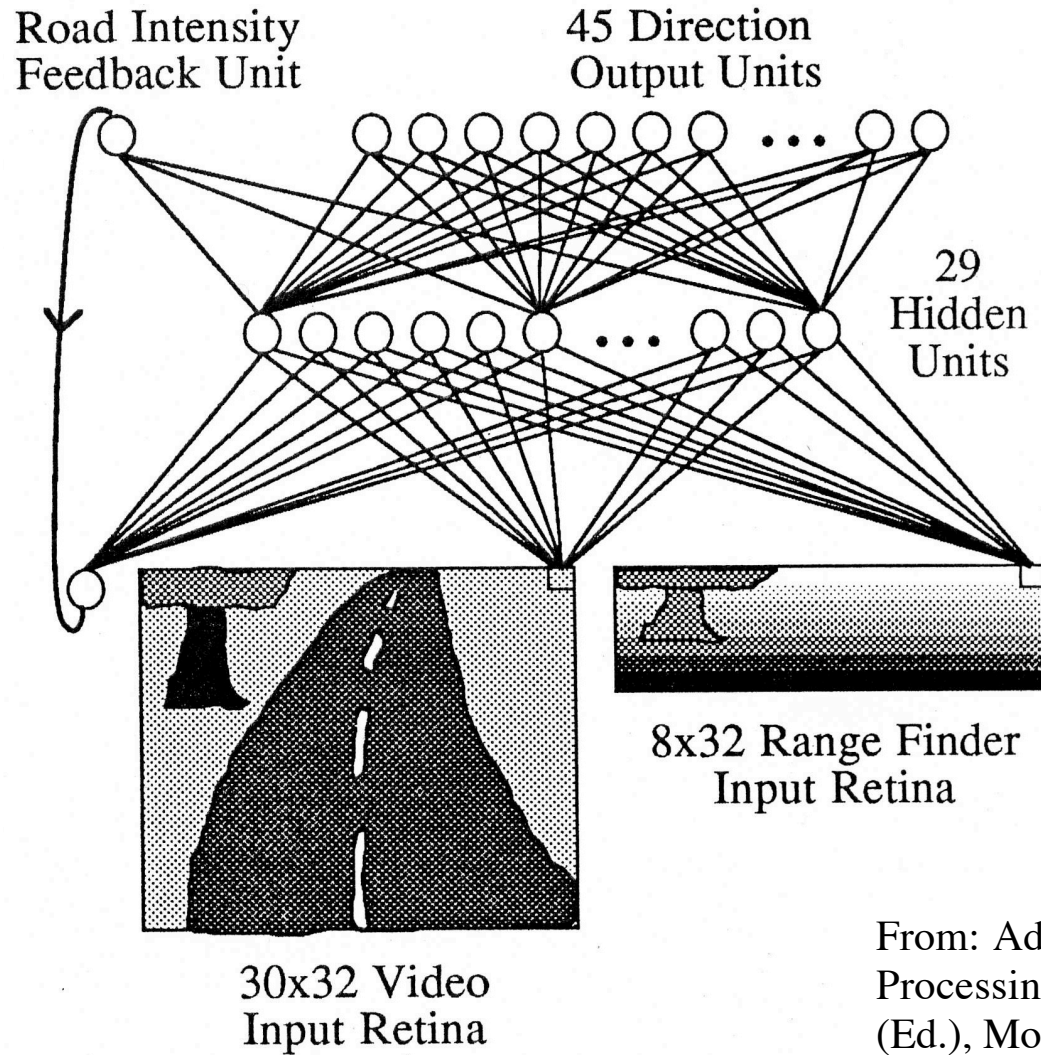 Road Intensity
Feedback Unit
45 Direction
Output Units
29
Hidden
Units
8x32 Range Finder
Input Retina
30x32 Video
Input Retina
From: Ad
Processin
(Ed.), Mo